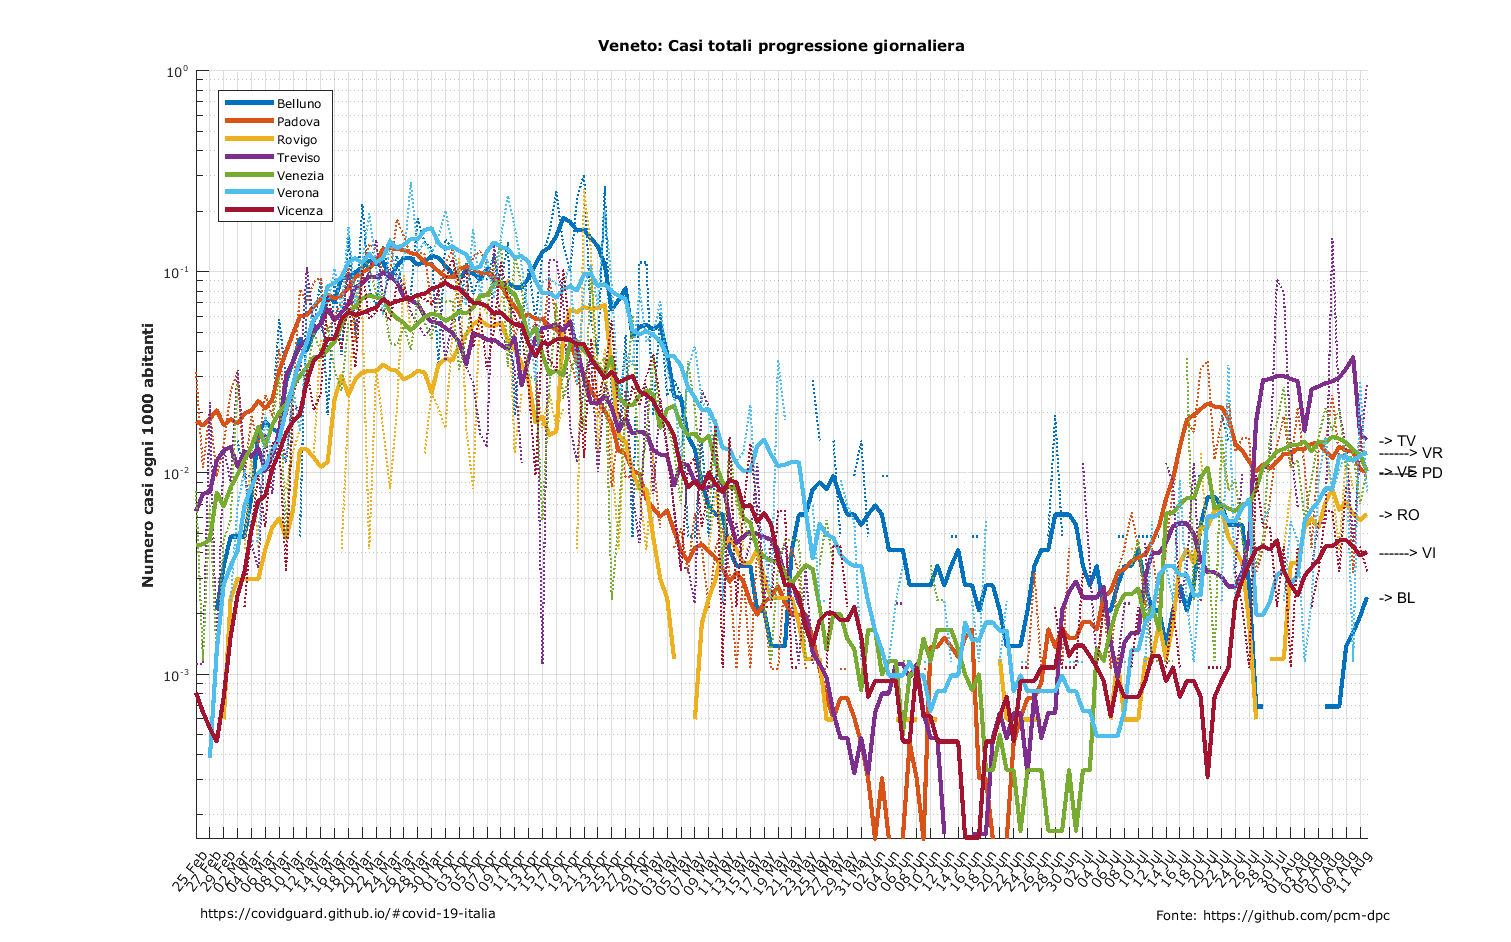 Veneto: Casi totali progressione giornaliera
Numero casi ogni 1000 abitanti
10⁰
10⁻¹
10⁻²
10⁻³
Belluno
Padova
Rovigo
Treviso
Venezia
Verona
Vicenza
-> TV
------> VR
-> VE
------> PD
-> RO
------> VI
-> BL
25 Feb
27 Feb
29 Feb
02 Mar
04 Mar
06 Mar
08 Mar
10 Mar
12 Mar
14 Mar
16 Mar
18 Mar
20 Mar
22 Mar
24 Mar
26 Mar
28 Mar
30 Mar
01 Apr
03 Apr
05 Apr
07 Apr
09 Apr
11 Apr
13 Apr
15 Apr
17 Apr
19 Apr
21 Apr
23 Apr
25 Apr
27 Apr
29 Apr
01 May
03 May
05 May
07 May
09 May
11 May
13 May
15 May
17 May
19 May
21 May
23 May
25 May
27 May
29 May
31 May
02 Jun
04 Jun
06 Jun
08 Jun
10 Jun
12 Jun
14 Jun
16 Jun
18 Jun
20 Jun
22 Jun
24 Jun
26 Jun
28 Jun
30 Jun
02 Jul
04 Jul
06 Jul
08 Jul
10 Jul
12 Jul
14 Jul
16 Jul
18 Jul
20 Jul
22 Jul
24 Jul
26 Jul
28 Jul
30 Jul
01 Aug
03 Aug
05 Aug
07 Aug
09 Aug
11 Aug
https://covidguard.github.io/#covid-19-italia
Fonte: https://github.com/pcm-dpc